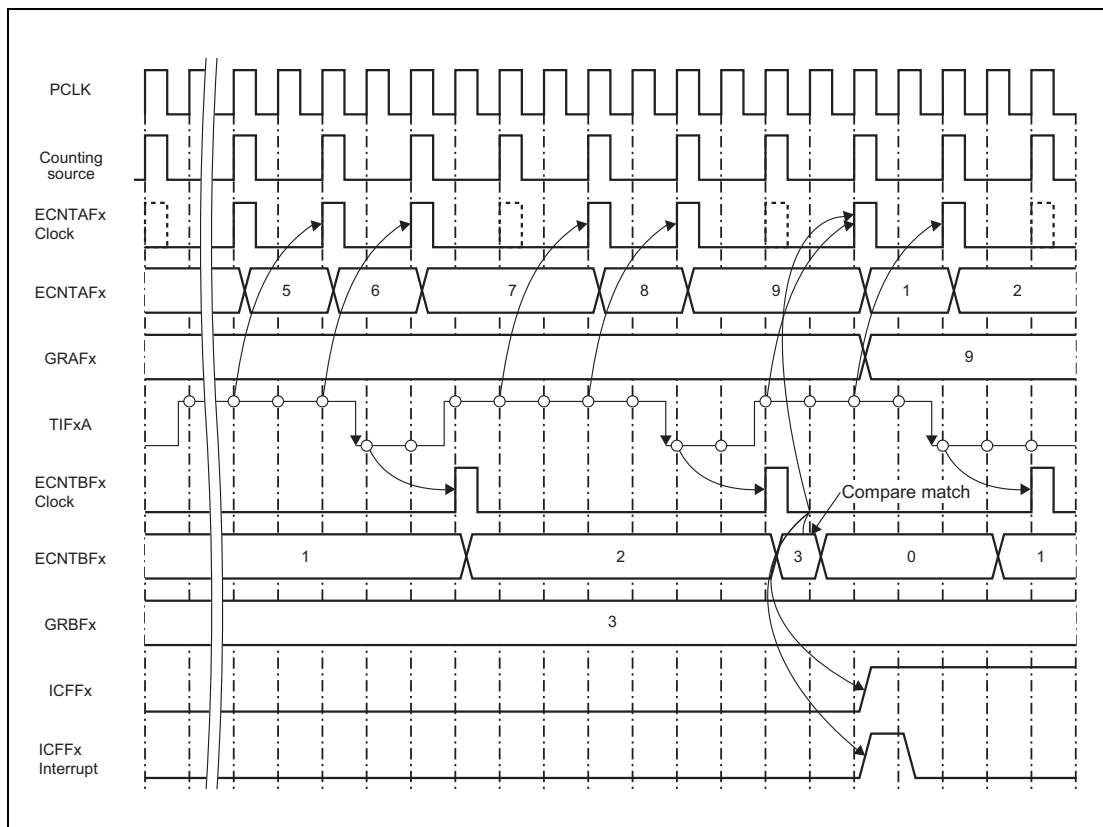 PCLK
Counting
source
ECNTAFx
Clock
ECNTAFx
5 6 7 8 9 1 2
GRAFx
9
TIFxA
ECNTBFx
Clock
Compare match
ECNTBFx
1 2 3 0 1
GRBFx
3
ICFFx
ICFFx
Interrupt